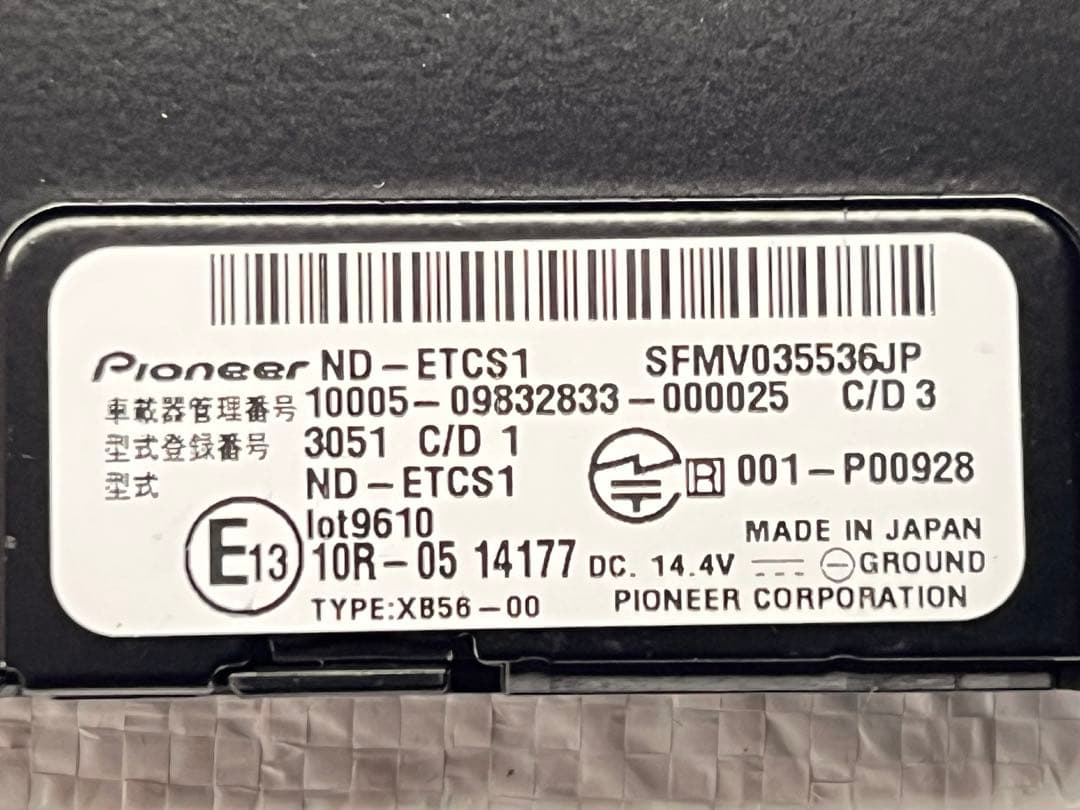 Pioneer ND-ETCS1 SFMV035536JP
車載器管理番号 10005-09832833-000025 C/D 3
型式登録番号 3051 C/D 1
型式 ND-ETCS1
R 001-P00928
lot9610
E13 10R-05 14177
TYPE:XB56-00
MADE IN JAPAN
DC. 14.4V GROUND
PIONEER CORPORATION